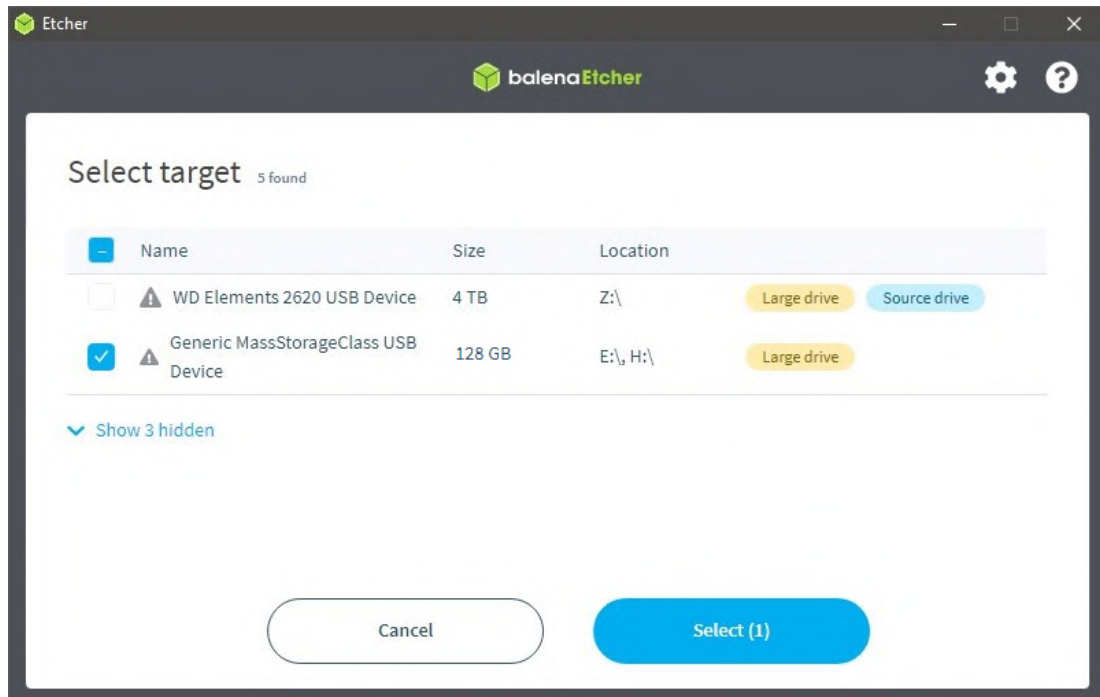 Etcher
balenaEtcher
Select target 5 found
Name Size Location
WD Elements 2620 USB Device 4 TB Z:\ Large drive Source drive
Generic MassStorageClass USB
Device 128 GB E:\, H:\ Large drive
Show 3 hidden
Cancel Select (1)